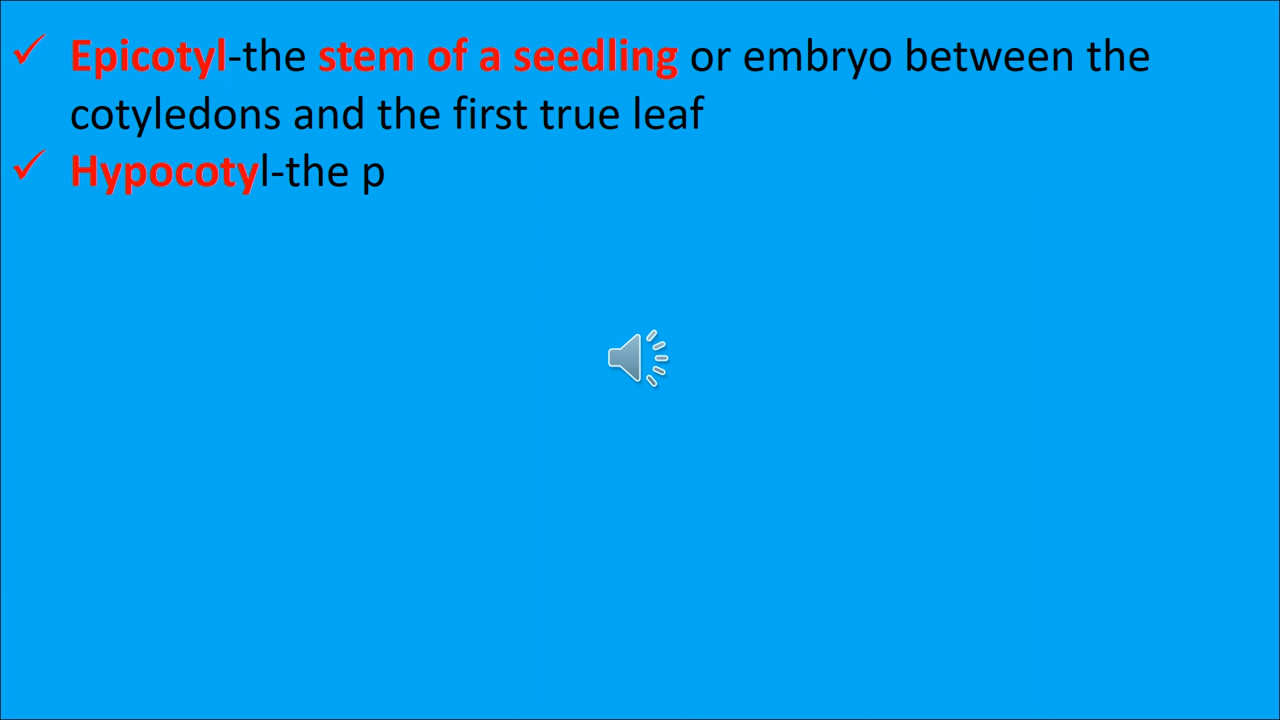 ✓ Epicotyl-the stem of a seedling or embryo between the
cotyledons and the first true leaf
✓ Hypocotyl-the p